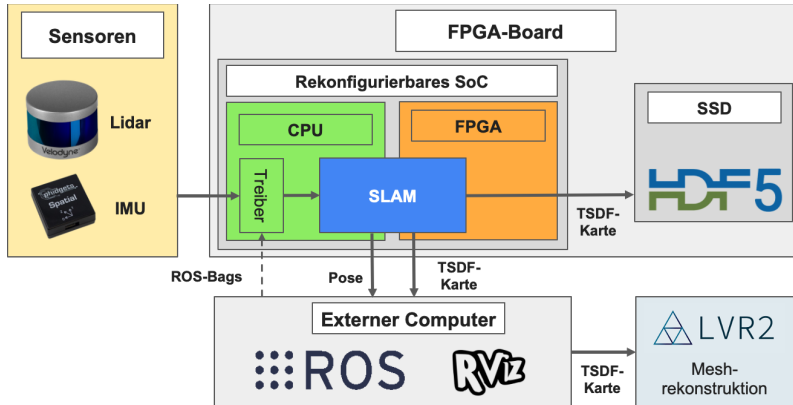 Sensoren
FPGA-Board
Rekonfigurierbares SoC
SSD
CPU
FPGA
Lidar
Velodyne
Treiber
SLAM
HDF5
phidgets
Spatial
IMU
TSDF-
Karte
ROS-Bags
Pose
TSDF-
Karte
Externer Computer
ROS
RViz
TSDF-
Karte
LVR2
Mesh-
rekonstruktion